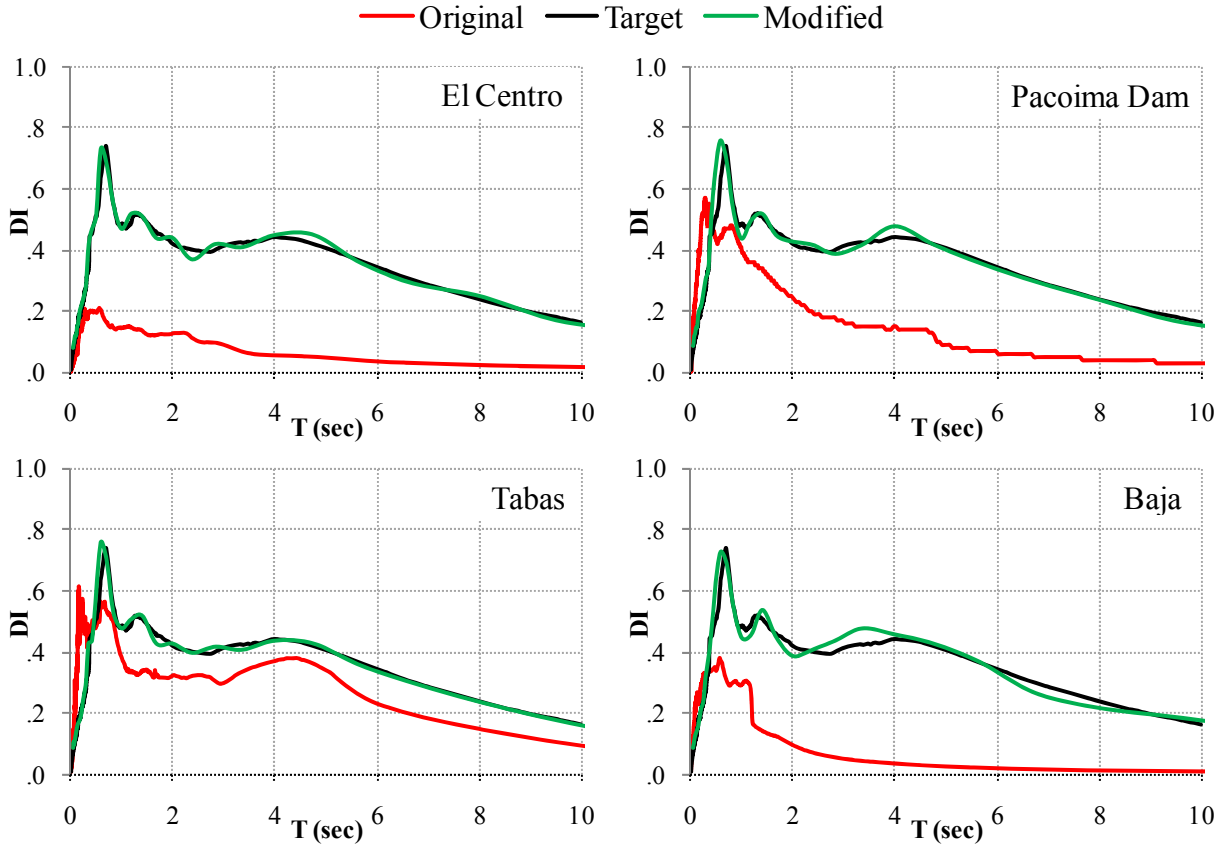 Original Target Modified
1.0
.8
.6
.4
.2
.0
DI
El Centro
0 2 4 6 8 10
T (sec)
1.0
.8
.6
.4
.2
.0
DI
Pacoima Dam
0 2 4 6 8 10
T (sec)
1.0
.8
.6
.4
.2
.0
DI
Tabas
0 2 4 6 8 10
T (sec)
1.0
.8
.6
.4
.2
.0
DI
Baja
0 2 4 6 8 10
T (sec)